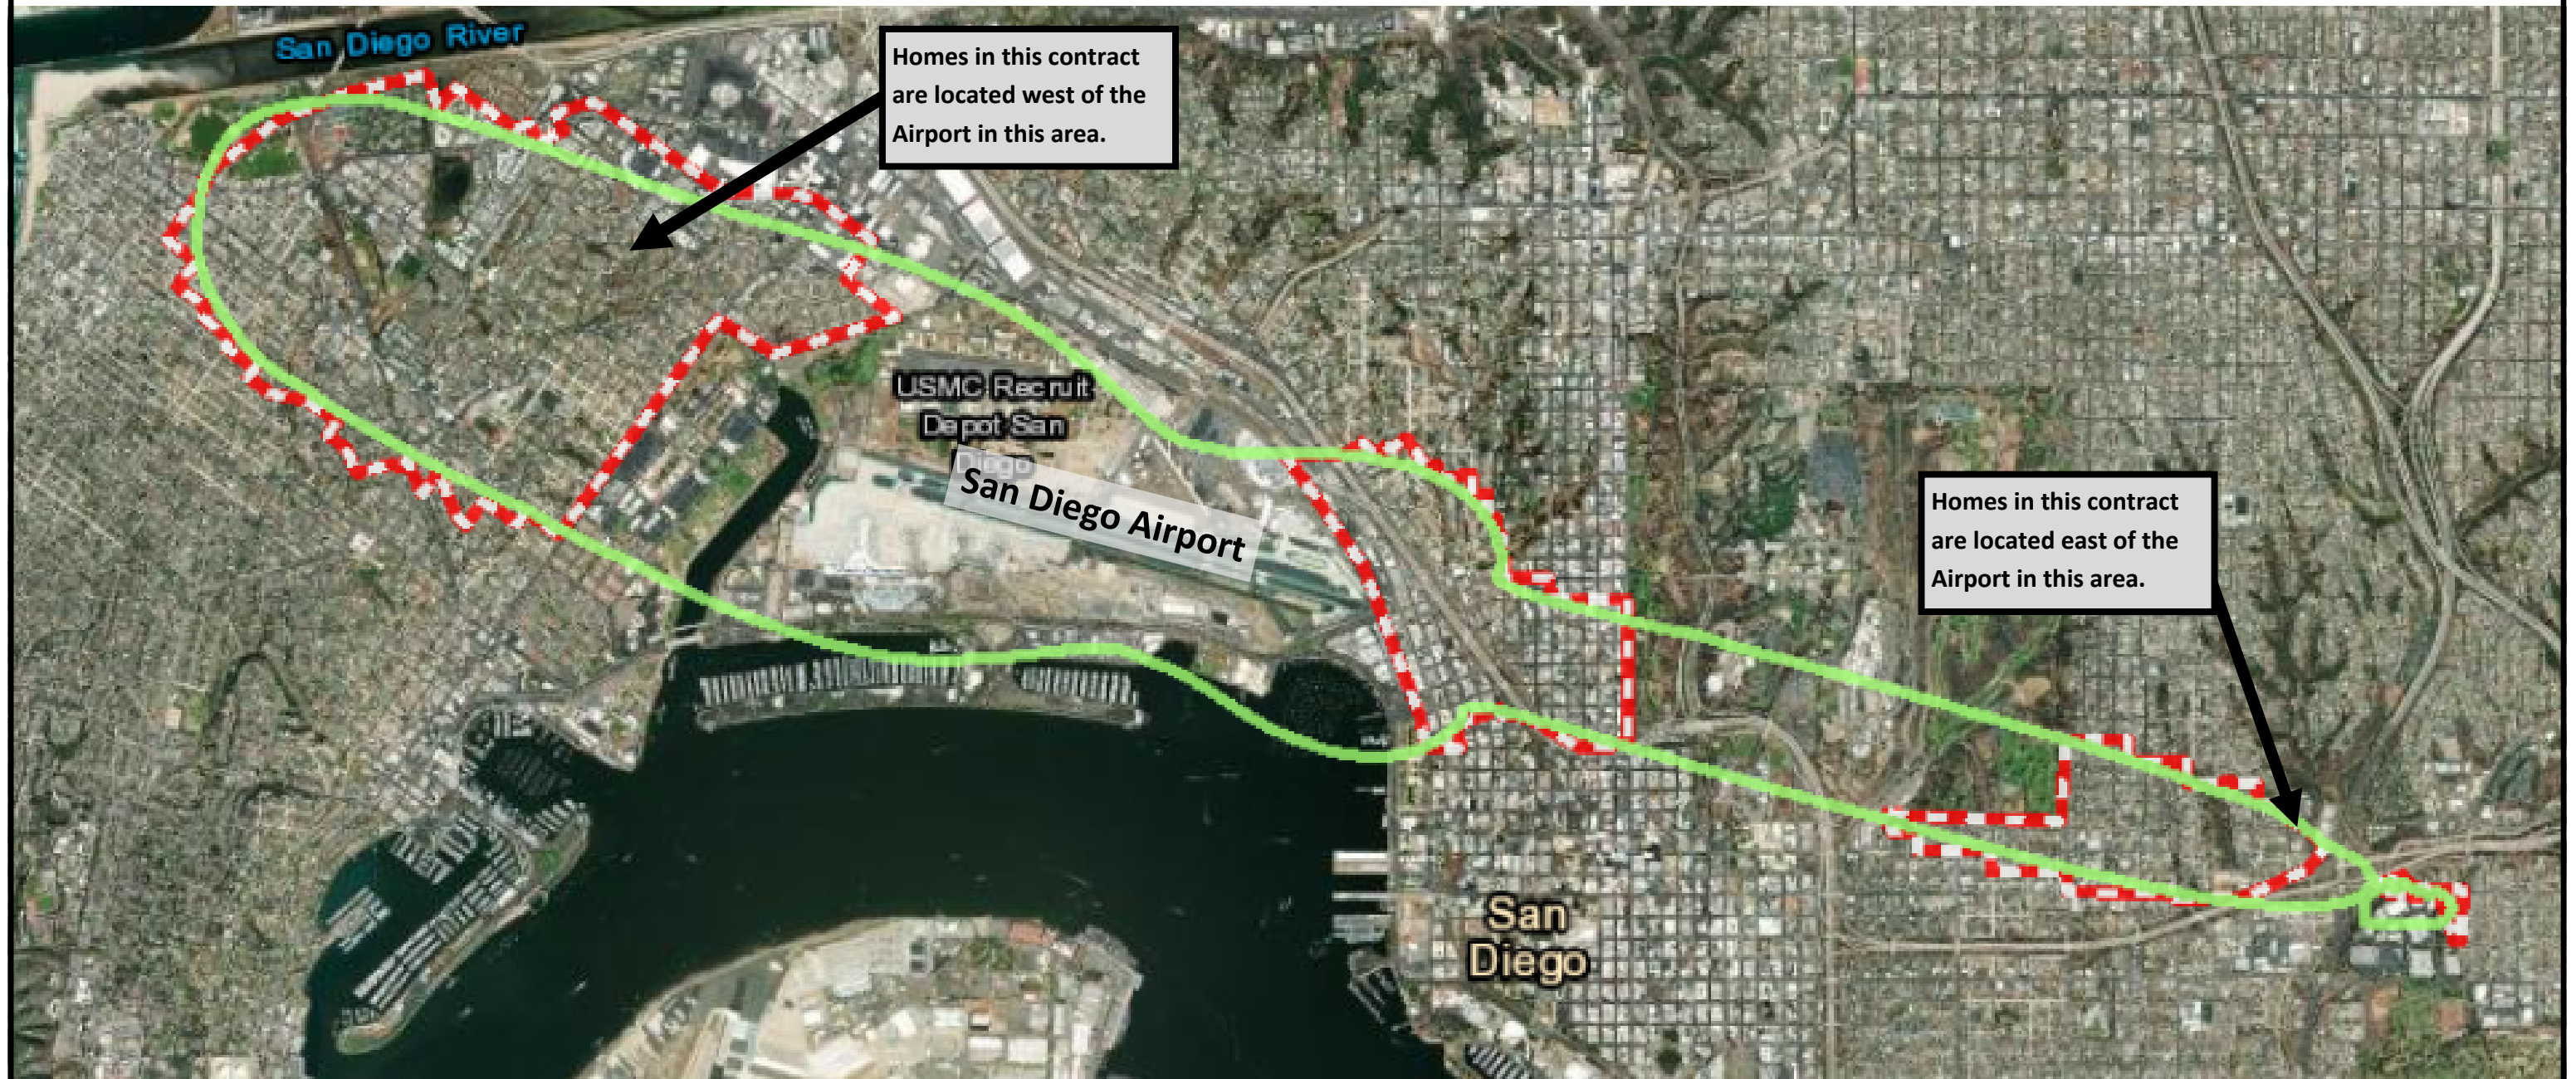 San Diego River
Homes in this contract
are located west of the
Airport in this area.
USMC Recruit
Depot San
Diego
San Diego Airport
Homes in this contract
are located east of the
Airport in this area.
San
Diego